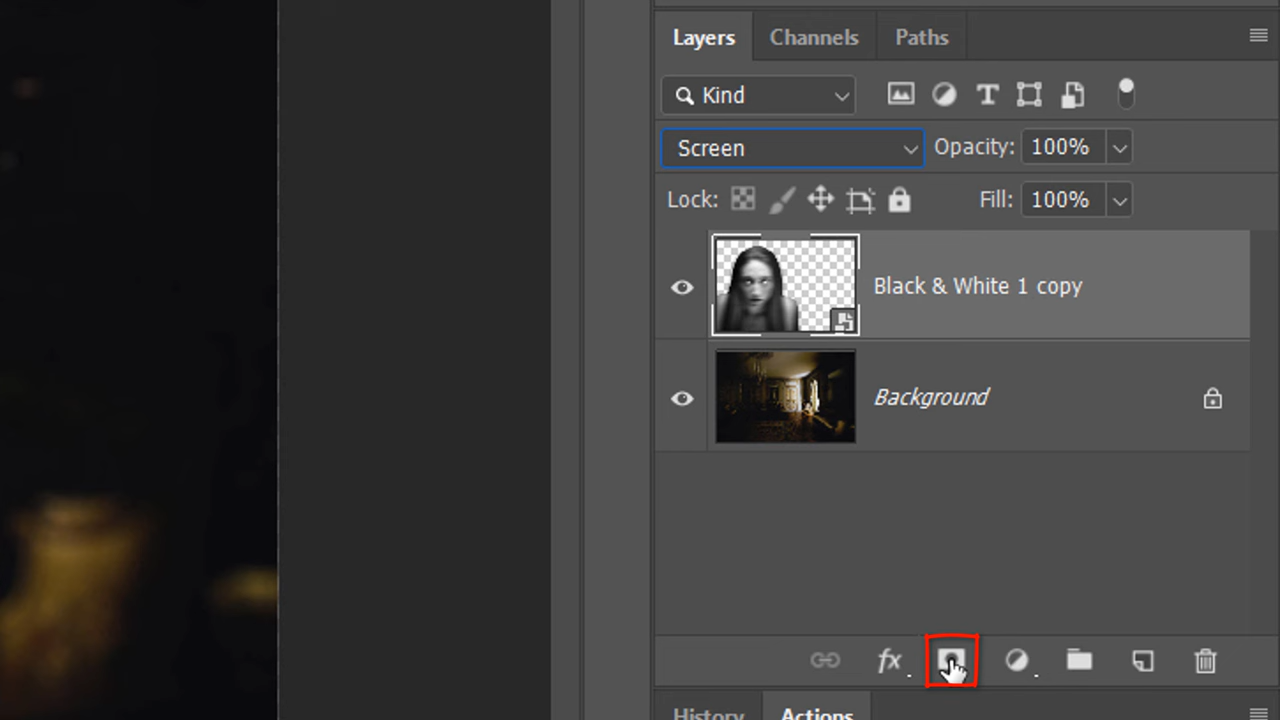 Layers Channels Paths
Kind
Screen Opacity: 100%
Lock: Fill: 100%
Black & White 1 copy
Background
fx
History Actions